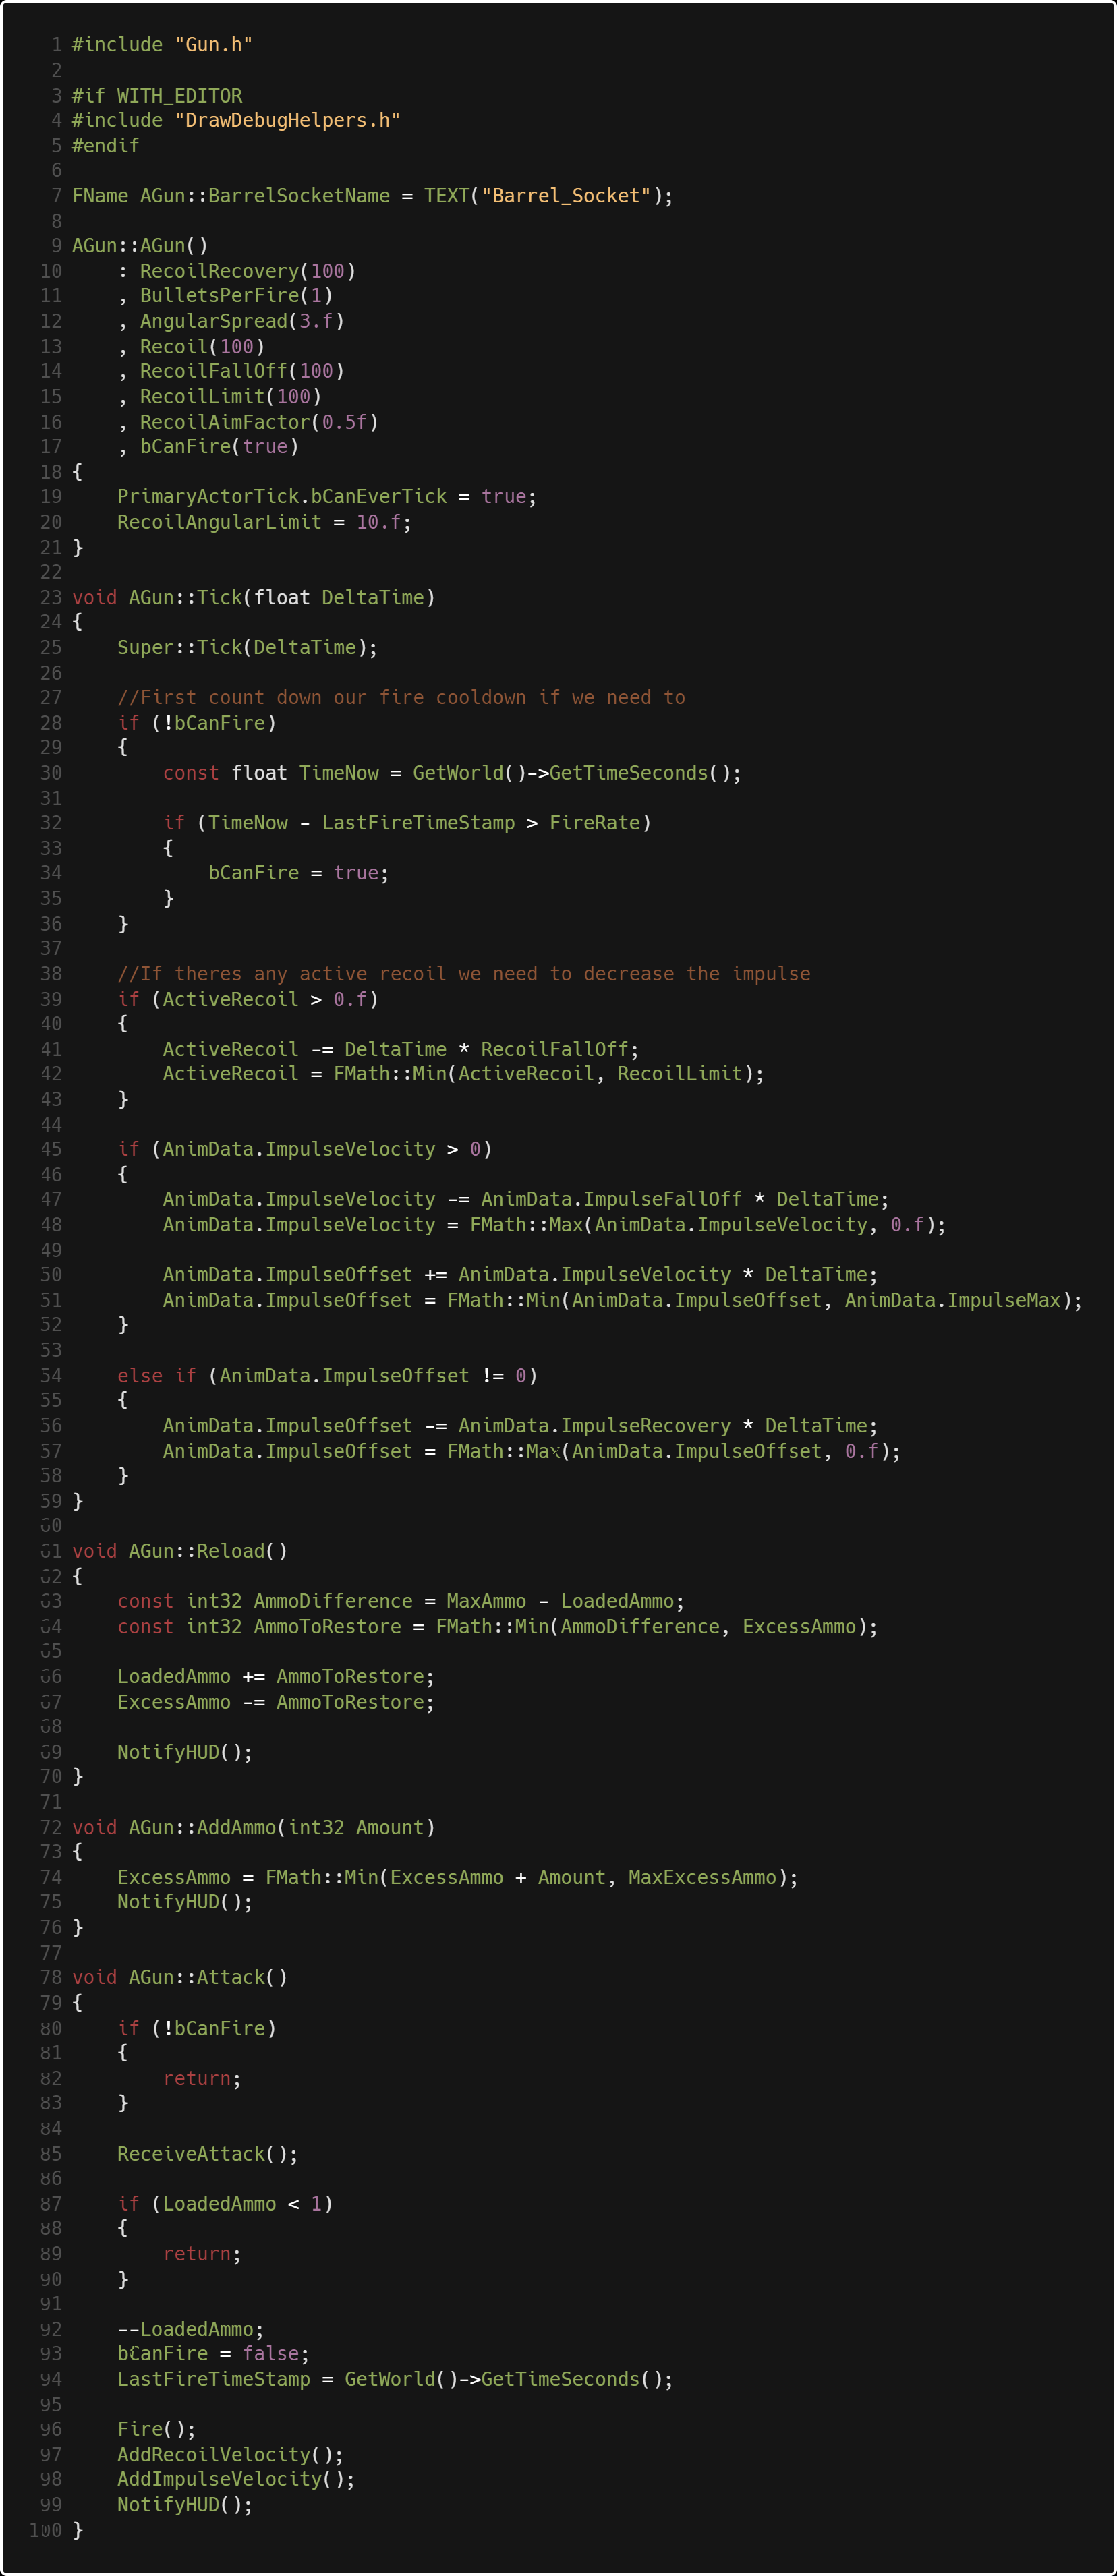 1 #include "Gun.h"
2
3 #if WITH_EDITOR
4 #include "DrawDebugHelpers.h"
5 #endif
6
7 FName AGun::BarrelSocketName = TEXT("Barrel_Socket");
8
9 AGun::AGun()
10     : RecoilRecovery(100)
11     , BulletsPerFire(1)
12     , AngularSpread(3.f)
13     , Recoil(100)
14     , RecoilFallOff(100)
15     , RecoilLimit(100)
16     , RecoilAimFactor(0.5f)
17     , bCanFire(true)
18 {
19     PrimaryActorTick.bCanEverTick = true;
20     RecoilAngularLimit = 10.f;
21 }
22
23 void AGun::Tick(float DeltaTime)
24 {
25     Super::Tick(DeltaTime);
26
27     //First count down our fire cooldown if we need to
28     if (!bCanFire)
29     {
30         const float TimeNow = GetWorld()->GetTimeSeconds();
31
32         if (TimeNow - LastFireTimeStamp > FireRate)
33         {
34             bCanFire = true;
35         }
36     }
37
38     //If theres any active recoil we need to decrease the impulse
39     if (ActiveRecoil > 0.f)
40     {
41         ActiveRecoil -= DeltaTime * RecoilFallOff;
42         ActiveRecoil = FMath::Min(ActiveRecoil, RecoilLimit);
43     }
44
45     if (AnimData.ImpulseVelocity > 0)
46     {
47         AnimData.ImpulseVelocity -= AnimData.ImpulseFallOff * DeltaTime;
48         AnimData.ImpulseVelocity = FMath::Max(AnimData.ImpulseVelocity, 0.f);
49
50         AnimData.ImpulseOffset += AnimData.ImpulseVelocity * DeltaTime;
51         AnimData.ImpulseOffset = FMath::Min(AnimData.ImpulseOffset, AnimData.ImpulseMax);
52     }
53
54     else if (AnimData.ImpulseOffset != 0)
55     {
56         AnimData.ImpulseOffset -= AnimData.ImpulseRecovery * DeltaTime;
57         AnimData.ImpulseOffset = FMath::Max(AnimData.ImpulseOffset, 0.f);
58     }
59 }
60
61 void AGun::Reload()
62 {
63     const int32 AmmoDifference = MaxAmmo - LoadedAmmo;
64     const int32 AmmoToRestore = FMath::Min(AmmoDifference, ExcessAmmo);
65
66     LoadedAmmo += AmmoToRestore;
67     ExcessAmmo -= AmmoToRestore;
68
69     NotifyHUD();
70 }
71
72 void AGun::AddAmmo(int32 Amount)
73 {
74     ExcessAmmo = FMath::Min(ExcessAmmo + Amount, MaxExcessAmmo);
75     NotifyHUD();
76 }
77
78 void AGun::Attack()
79 {
80     if (!bCanFire)
81     {
82         return;
83     }
84
85     ReceiveAttack();
86
87     if (LoadedAmmo < 1)
88     {
89         return;
90     }
91
92     --LoadedAmmo;
93     bCanFire = false;
94     LastFireTimeStamp = GetWorld()->GetTimeSeconds();
95
96     Fire();
97     AddRecoilVelocity();
98     AddImpulseVelocity();
99     NotifyHUD();
100 }